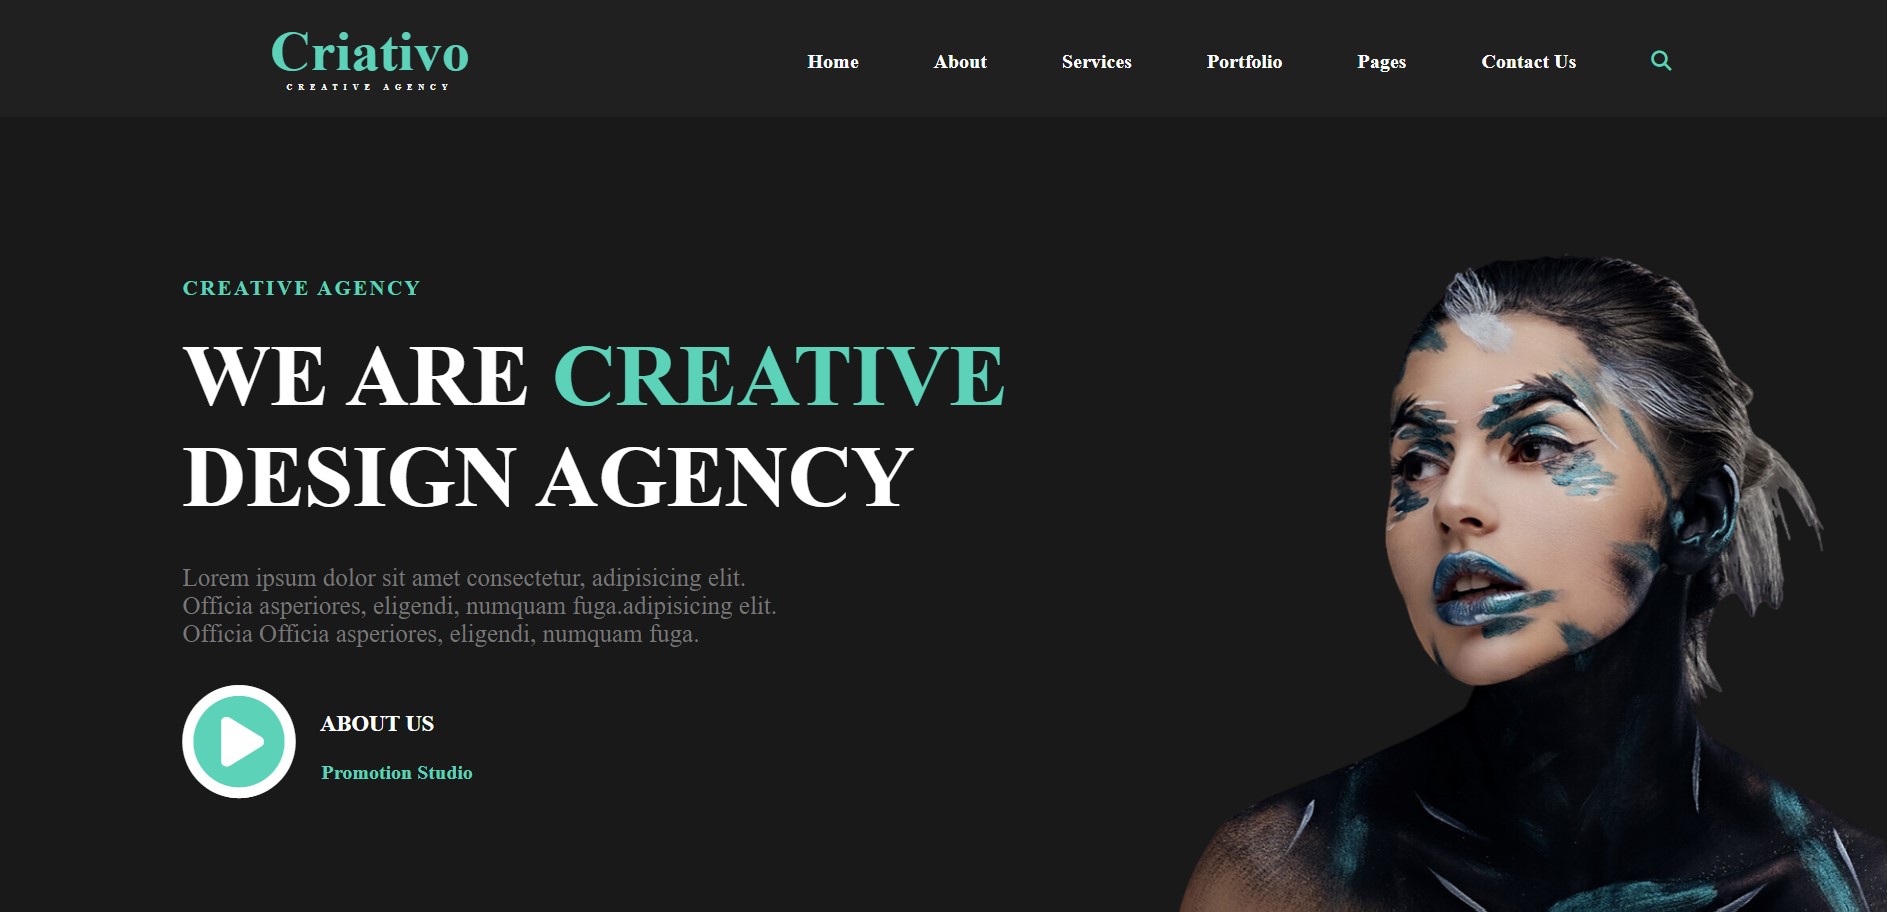 Criativo
CREATIVE AGENCY
Home About Services Portfolio Pages Contact Us
CREATIVE AGENCY
WE ARE CREATIVE
DESIGN AGENCY
Lorem ipsum dolor sit amet consectetur, adipisicing elit.
Officia asperiores, eligendi, numquam fuga.adipisicing elit.
Officia Officia asperiores, eligendi, numquam fuga.
ABOUT US
Promotion Studio